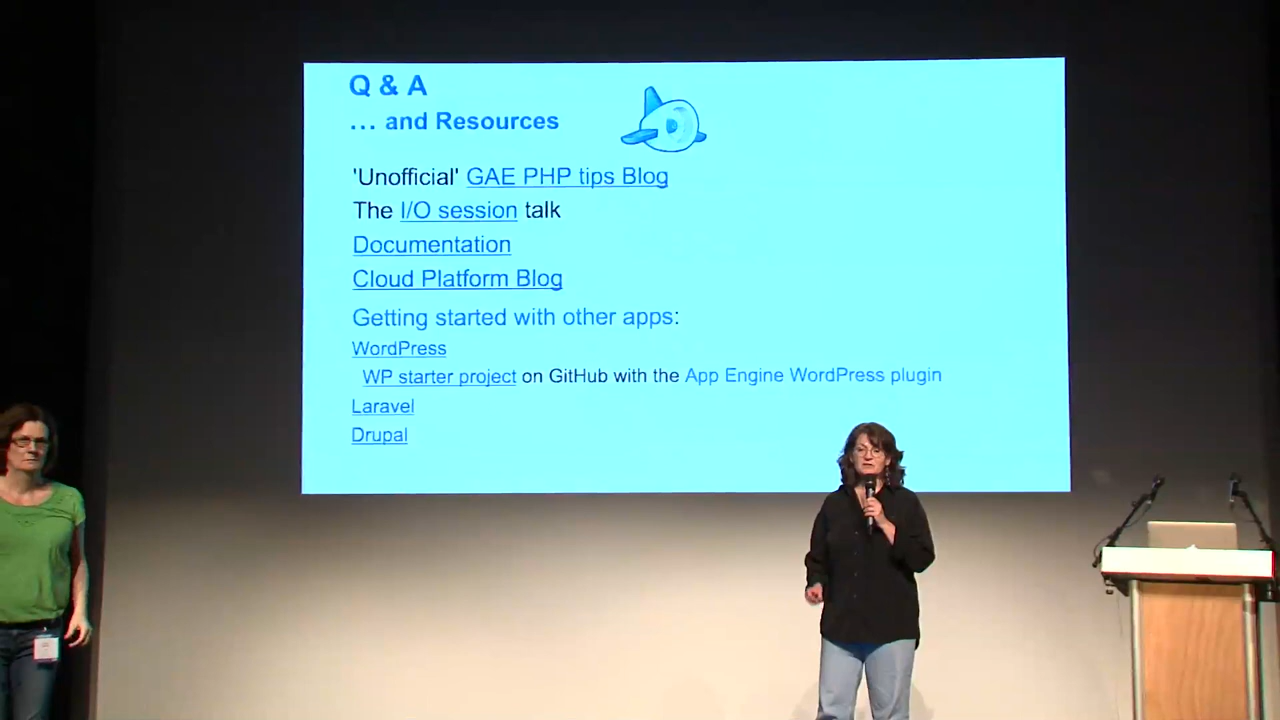 Q & A
... and Resources
'Unofficial' GAE PHP tips Blog
The I/O session talk
Documentation
Cloud Platform Blog
Getting started with other apps:
WordPress
WP starter project on GitHub with the App Engine WordPress plugin
Laravel
Drupal